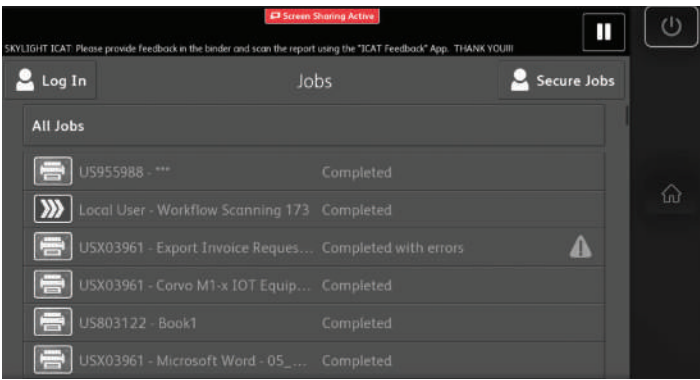 Screen Sharing Active
SKYLIGHT ICAT: Please provide feedback in the binder and scan the report using the "ICAT Feedback" App. THANK YOU!!!
Log In
Jobs
Secure Jobs
All Jobs
US955988 - ***
Completed
Local User - Workflow Scanning 173
Completed
USX03961 - Export Invoice Reques...
Completed with errors
USX03961 - Corvo M1-x IOT Equip...
Completed
US803122 - Book1
Completed
USX03961 - Microsoft Word - 05_...
Completed